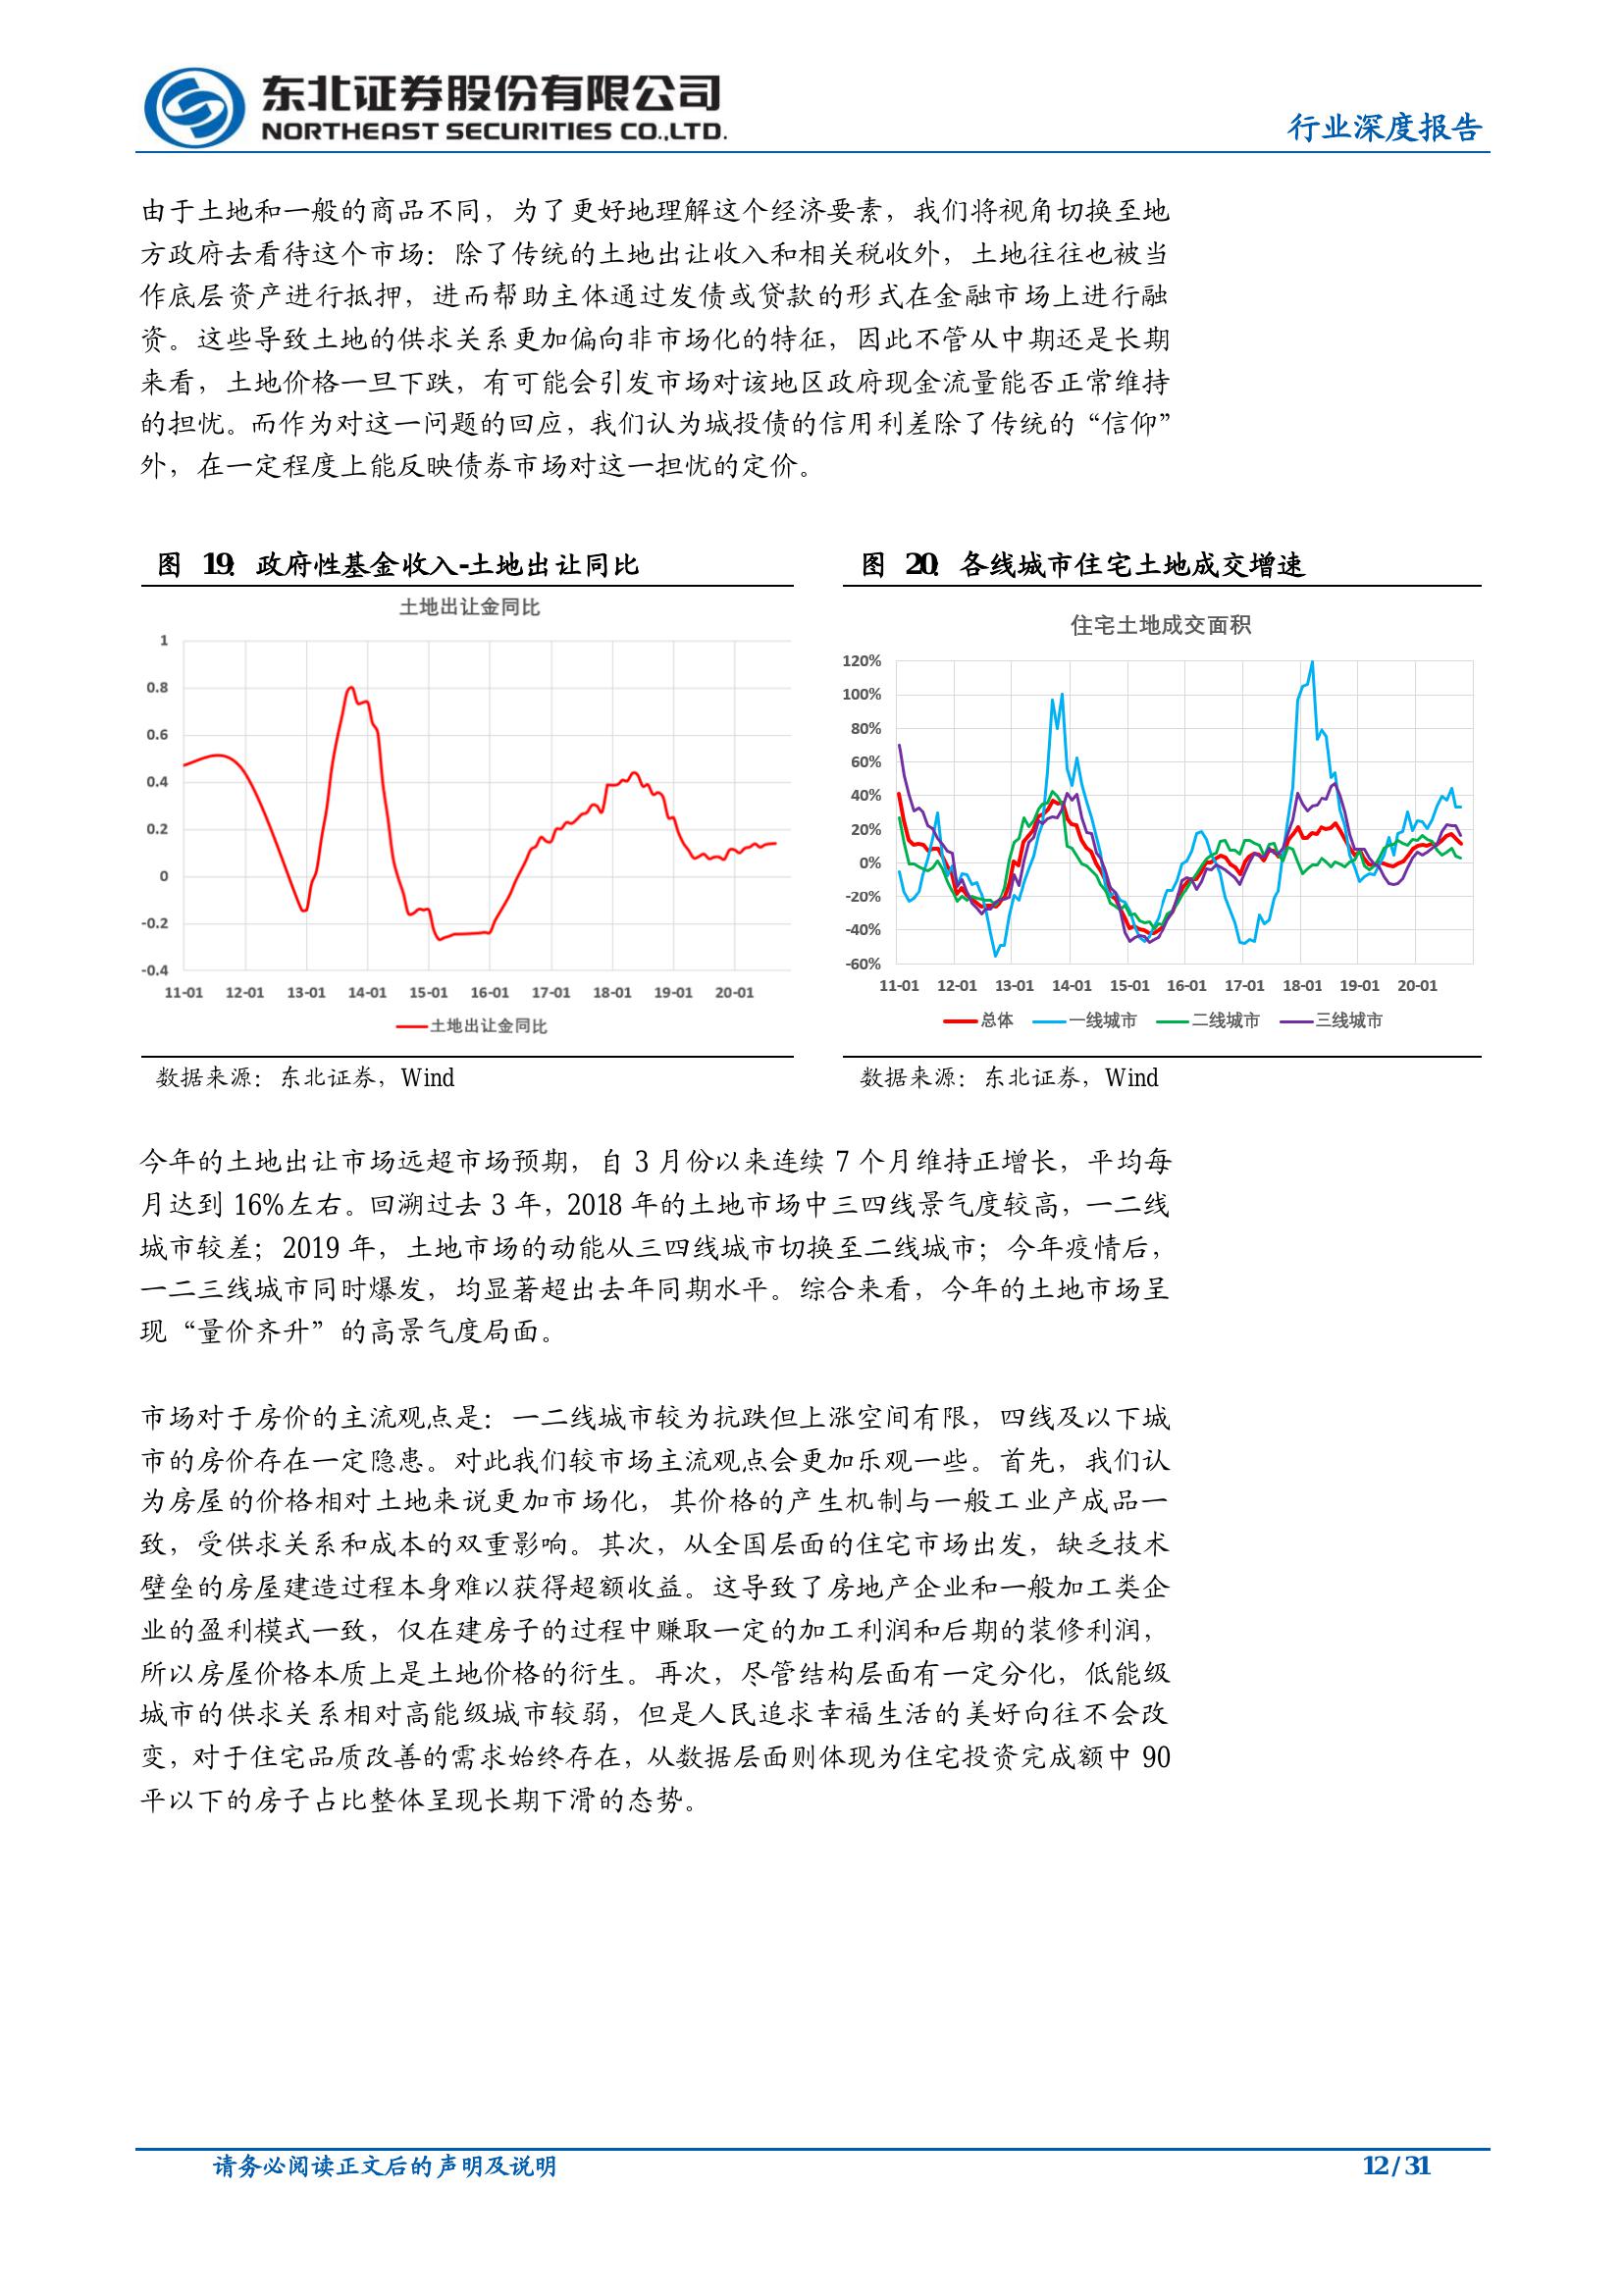 东北证券股份有限公司
NORTHEAST SECURITIES CO.,LTD.
行业深度报告
由于土地和一般的商品不同，为了更好地理解这个经济要素，我们将视角切换至地
方政府去看待这个市场：除了传统的土地出让收入和相关税收外，土地往往也被当
作底层资产进行抵押，进而帮助主体通过发债或贷款的形式在金融市场上进行融
资。这些导致土地的供求关系更加偏向非市场化的特征，因此不管从中期还是长期
来看，土地价格一旦下跌，有可能会引发市场对该地区政府现金流量能否正常维持
的担忧。而作为对这一问题的回应，我们认为城投债的信用利差除了传统的“信仰”
外，在一定程度上能反映债券市场对这一担忧的定价。
图 19：政府性基金收入-土地出让同比
土地出让金同比
1
0.8
0.6
0.4
0.2
0
-0.2
-0.4
11-01 12-01 13-01 14-01 15-01 16-01 17-01 18-01 19-01 20-01
土地出让金同比
数据来源：东北证券，Wind
图 20：各线城市住宅土地成交增速
住宅土地成交面积
120%
100%
80%
60%
40%
20%
0%
-20%
-40%
-60%
11-01 12-01 13-01 14-01 15-01 16-01 17-01 18-01 19-01 20-01
总体 一线城市 二线城市 三线城市
数据来源：东北证券，Wind
今年的土地出让市场远超市场预期，自 3 月份以来连续 7 个月维持正增长，平均每
月达到 16%左右。回溯过去 3 年，2018 年的土地市场中三四线景气度较高，一二线
城市较差；2019 年，土地市场的动能从三四线城市切换至二线城市；今年疫情后，
一二三线城市同时爆发，均显著超出去年同期水平。综合来看，今年的土地市场呈
现“量价齐升”的高景气度局面。
市场对于房价的主流观点是：一二线城市较为抗跌但上涨空间有限，四线及以下城
市的房价存在一定隐患。对此我们较市场主流观点会更加乐观一些。首先，我们认
为房屋的价格相对土地来说更加市场化，其价格的产生机制与一般工业产成品一
致，受供求关系和成本的双重影响。其次，从全国层面的住宅市场出发，缺乏技术
壁垒的房屋建造过程本身难以获得超额收益。这导致了房地产企业和一般加工类企
业的盈利模式一致，仅在建房子的过程中赚取一定的加工利润和后期的装修利润，
所以房屋价格本质上是土地价格的衍生。再次，尽管结构层面有一定分化，低能级
城市的供求关系相对高能级城市较弱，但是人民追求幸福生活的美好向往不会改
变，对于住宅品质改善的需求始终存在，从数据层面则体现为住宅投资完成额中 90
平以下的房子占比整体呈现长期下滑的态势。
请务必阅读正文后的声明及说明
12 / 31